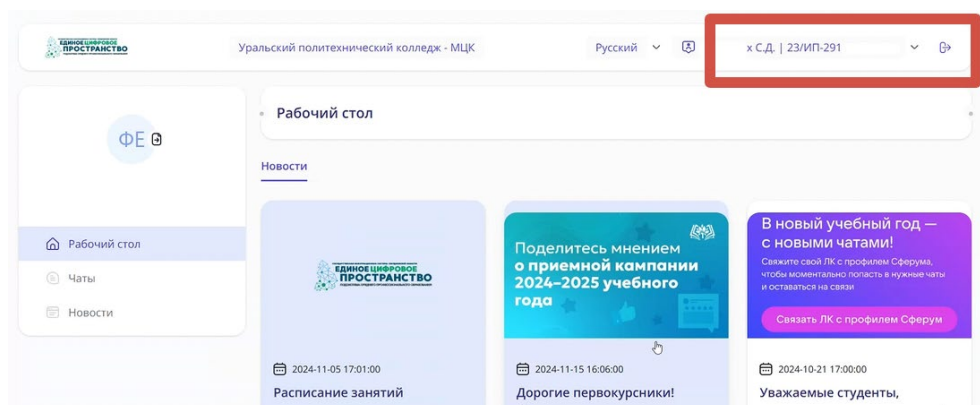 ЕДИНОЕ ЦИФРОВОЕ
ПРОСТРАНСТВО
Уральский политехнический колледж - МЦК
Русский
х С.Д. | 23/ИП-291
ФЕ
Рабочий стол
Чаты
Новости
Рабочий стол
Новости
ЕДИНОЕ ЦИФРОВОЕ
ПРОСТРАНСТВО
2024-11-05 17:01:00
Расписание занятий
Поделитесь мнением
о приемной кампании
2024–2025 учебного
года
2024-11-15 16:06:00
Дорогие первокурсники!
В новый учебный год —
с новыми чатами!
Свяжите свой ЛК с профилем Сферума,
чтобы моментально попасть в нужные чаты
и оставаться на связи
Связать ЛК с профилем Сферум
2024-10-21 17:00:00
Уважаемые студенты,